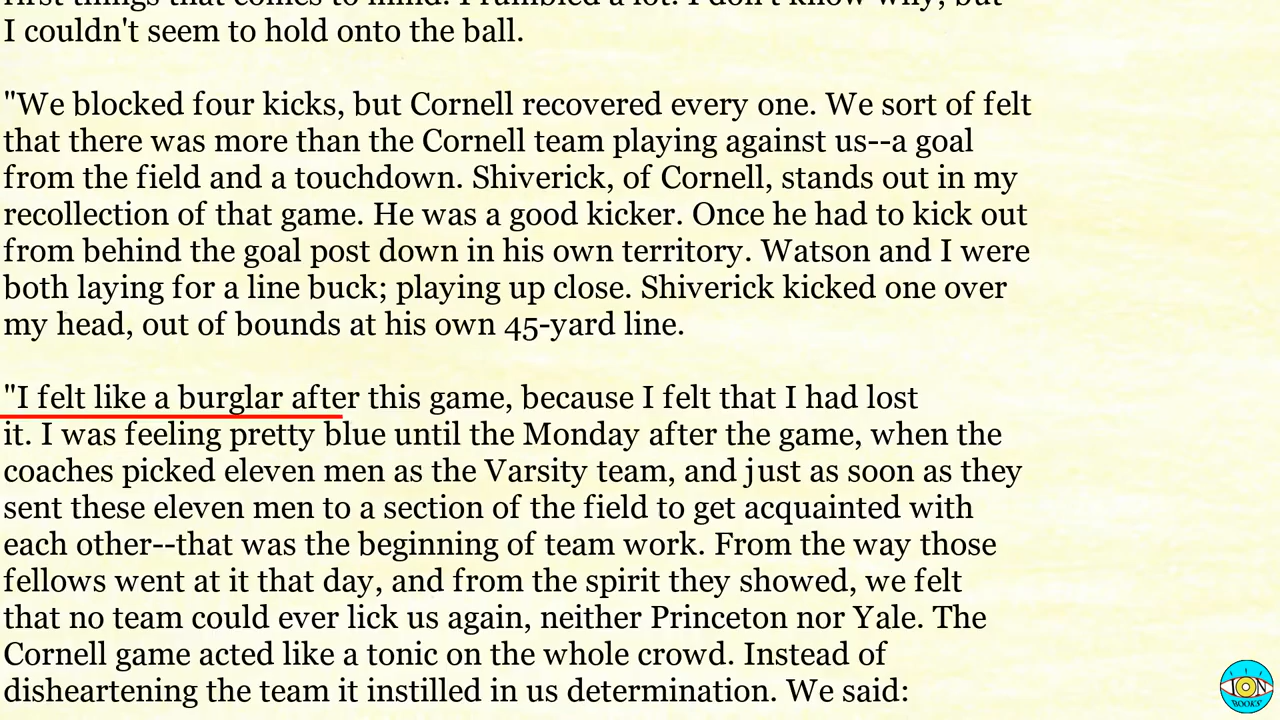 I couldn't seem to hold onto the ball.
"We blocked four kicks, but Cornell recovered every one. We sort of felt
that there was more than the Cornell team playing against us--a goal
from the field and a touchdown. Shiverick, of Cornell, stands out in my
recollection of that game. He was a good kicker. Once he had to kick out
from behind the goal post down in his own territory. Watson and I were
both laying for a line buck; playing up close. Shiverick kicked one over
my head, out of bounds at his own 45-yard line.
"I felt like a burglar after this game, because I felt that I had lost
it. I was feeling pretty blue until the Monday after the game, when the
coaches picked eleven men as the Varsity team, and just as soon as they
sent these eleven men to a section of the field to get acquainted with
each other--that was the beginning of team work. From the way those
fellows went at it that day, and from the spirit they showed, we felt
that no team could ever lick us again, neither Princeton nor Yale. The
Cornell game acted like a tonic on the whole crowd. Instead of
disheartening the team it instilled in us determination. We said:
ION
BOOKS